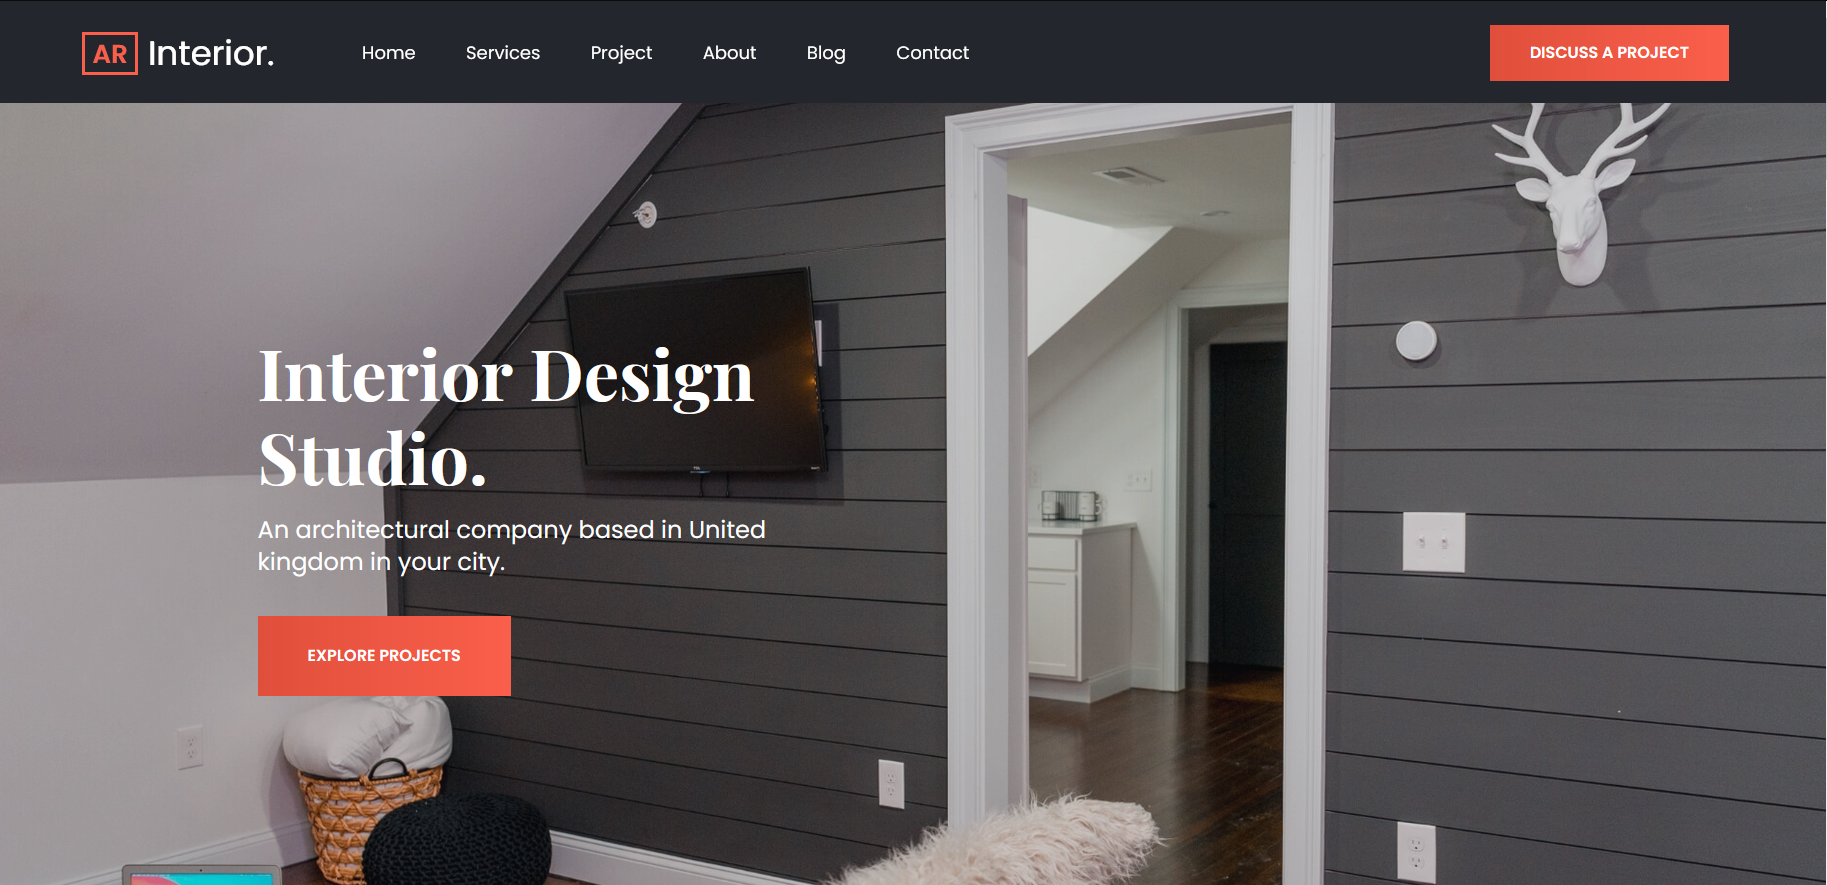 AR Interior.
Home
Services
Project
About
Blog
Contact
DISCUSS A PROJECT
Interior Design
Studio.
An architectural company based in United
kingdom in your city.
EXPLORE PROJECTS